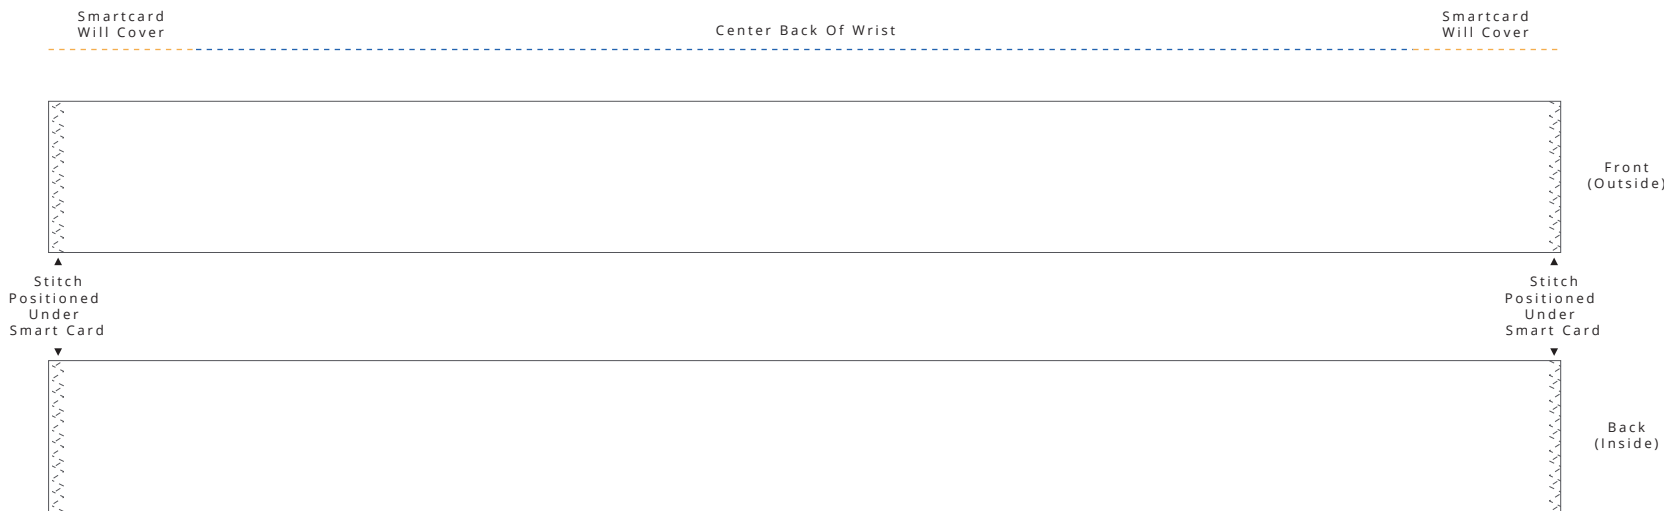 Smartcard
Will Cover
Center Back Of Wrist
Smartcard
Will Cover
Front
(Outside)
Stitch
Positioned
Under
Smart Card
Stitch
Positioned
Under
Smart Card
Back
(Inside)